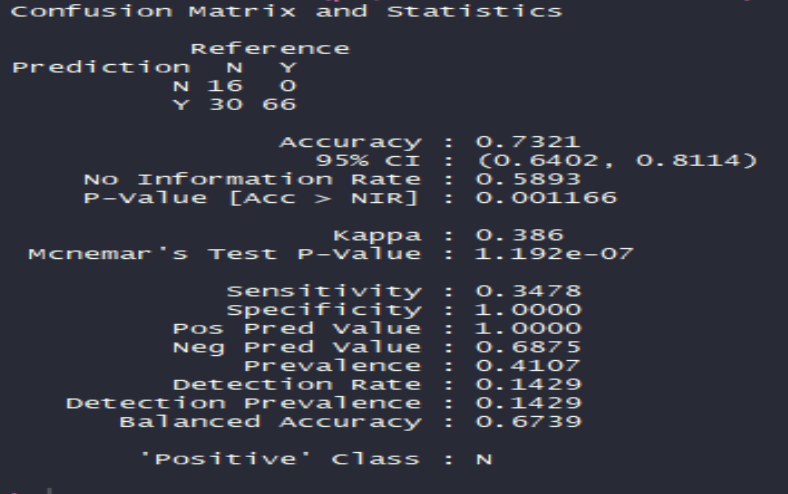 Confusion Matrix and Statistics
Reference
Prediction N Y
N 16 0
Y 30 66
Accuracy : 0.7321
95% CI : (0.6402, 0.8114)
No Information Rate : 0.5893
P-Value [Acc > NIR] : 0.001166
Kappa : 0.386
Mcnemar's Test P-Value : 1.192e-07
Sensitivity : 0.3478
Specificity : 1.0000
Pos Pred Value : 1.0000
Neg Pred Value : 0.6875
Prevalence : 0.4107
Detection Rate : 0.1429
Detection Prevalence : 0.1429
Balanced Accuracy : 0.6739
'Positive' Class : N